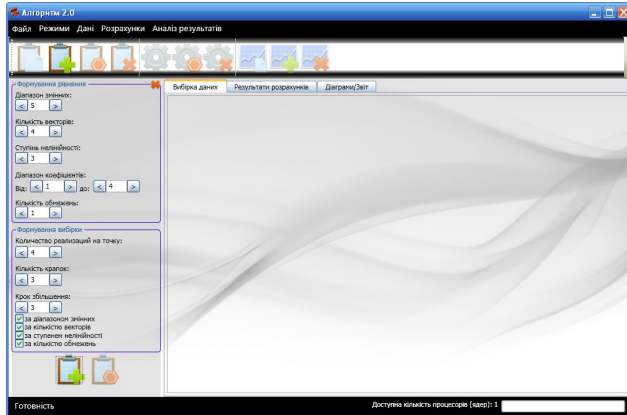 Алгоритм 2.0
Файл Режими Дані Розрахунки Аналіз результатів
Формування рівняння
Діапазон змінних:
< 5 >
Кількість векторів:
< 4 >
Ступінь нелінійності:
< 3 >
Діапазон коефіцієнтів:
Від: < 1 > до: < 4 >
Кількість обмежень:
< 1 >
Формування вибірки
Количество реализаций на точку:
< 4 >
Кількість крапок:
< 3 >
Крок збільшення:
< 3 >
за діапазоном змінних
за кількістю векторів
за ступенем нелінійності
за кількістю обмежень
Вибірка даних Результати розрахунків Діаграми/Звіт
Готовність Доступна кількість процесорів (ядер): 1